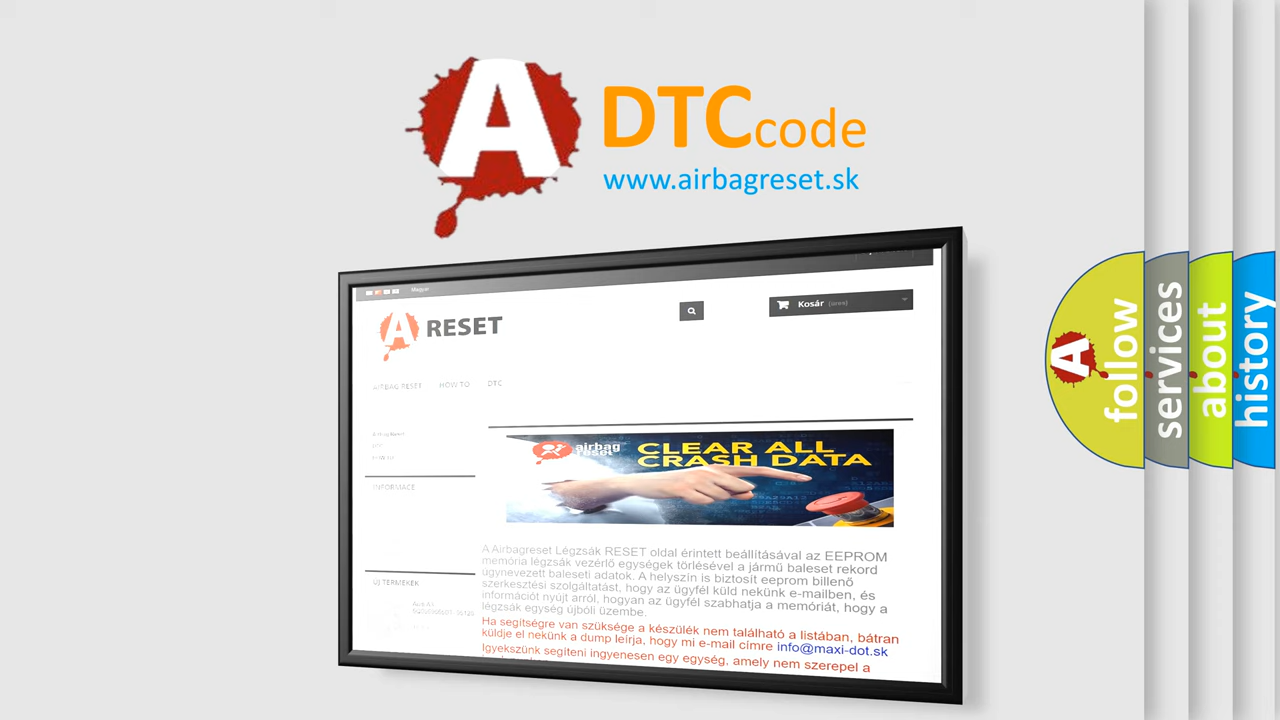 A DTC code
www.airbagreset.sk
Magyar
Kosár (üres)
A RESET
AIRBAG RESET HOW TO DTC
airbag reset
CLEAR ALL
CRASH DATA
INFORMACE
A Airbagreset Légzsák RESET oldal érintett beállításával az EEPROM
memória légzsák vezérlő egységek törlésével a jármű baleset rekord
úgynevezett baleseti adatok. A helyszín is biztosít eeprom billenő
szerkesztési szolgáltatást, hogy az ügyfél küld nekünk e-mailben, és
információt nyújt arról, hogyan az ügyfél szabhatja a memóriát, hogy a
légzsák egység újbóli üzembe.
ÚJ TERMÉKEK
Ha segítségre van szüksége a készülék nem található a listában, bátran
küldje el nekünk a dump leírja, hogy mi e-mail címre info@maxi-dot.sk
Igyekszünk segíteni ingyenesen egy egység, amely nem szerepel a
A follow
services
about
history